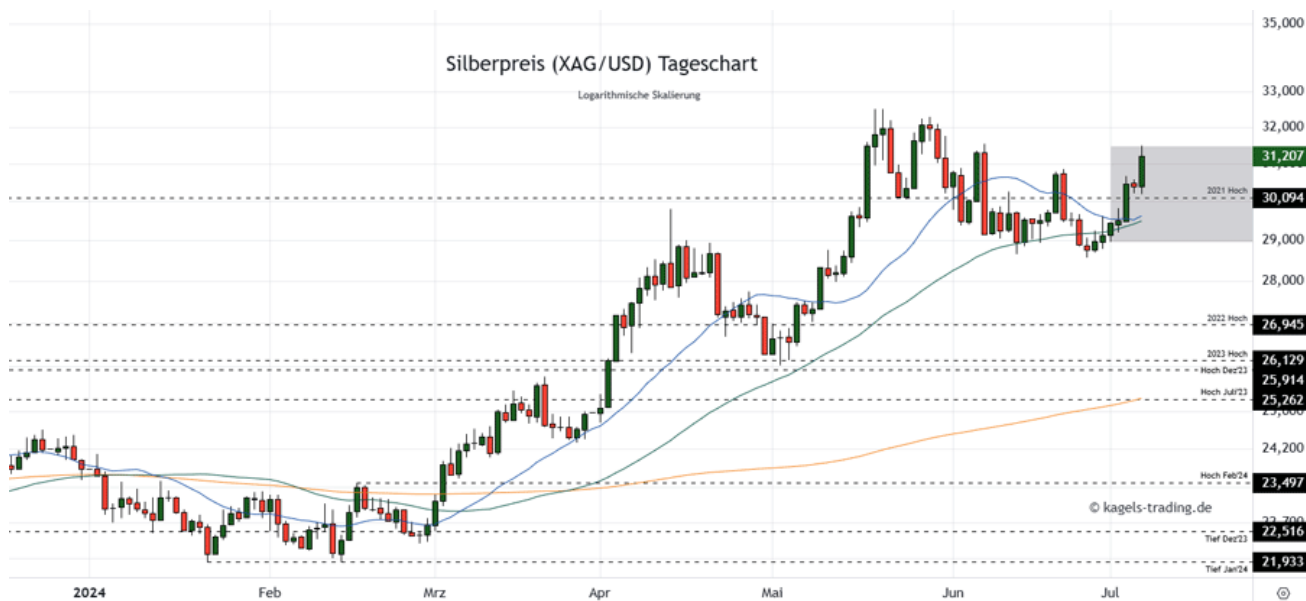 Silberpreis (XAG/USD) Tageschart
Logarithmische Skalierung
35,000
33,000
32,000
31,207
2021 Hoch
30,094
29,000
28,000
2022 Hoch
26,945
2023 Hoch
26,129
Hoch Dez'23
25,914
Hoch Juli'23
25,262
24,200
Hoch Feb/24
23,497
© kagels-trading.de
22,700
22,516
Tief Dez'23
21,933
Tief Jan'24
2024 Feb Mrz Apr Mai Jun Jul